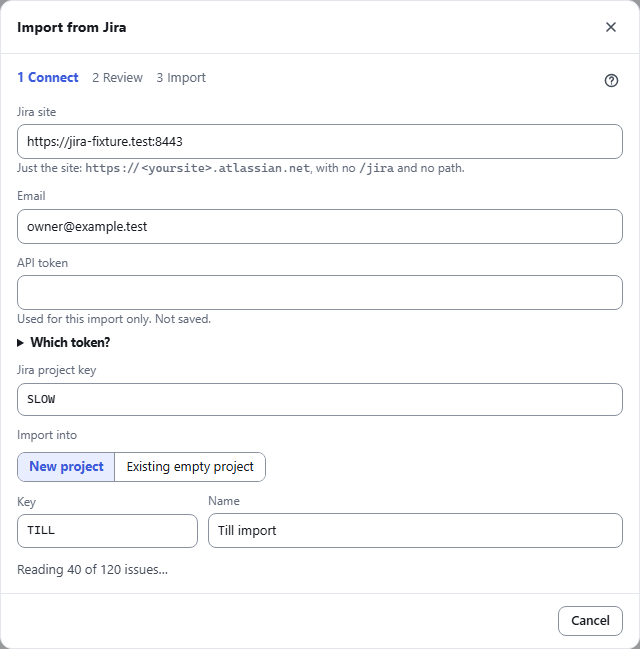 Import from Jira
1 Connect 2 Review 3 Import
Jira site
https://jira-fixture.test:8443
Just the site: https://<yoursite>.atlassian.net, with no /jira and no path.
Email
owner@example.test
API token
Used for this import only. Not saved.
Which token?
Jira project key
SLOW
Import into
New project Existing empty project
Key Name
TILL Till import
Reading 40 of 120 issues...
Cancel